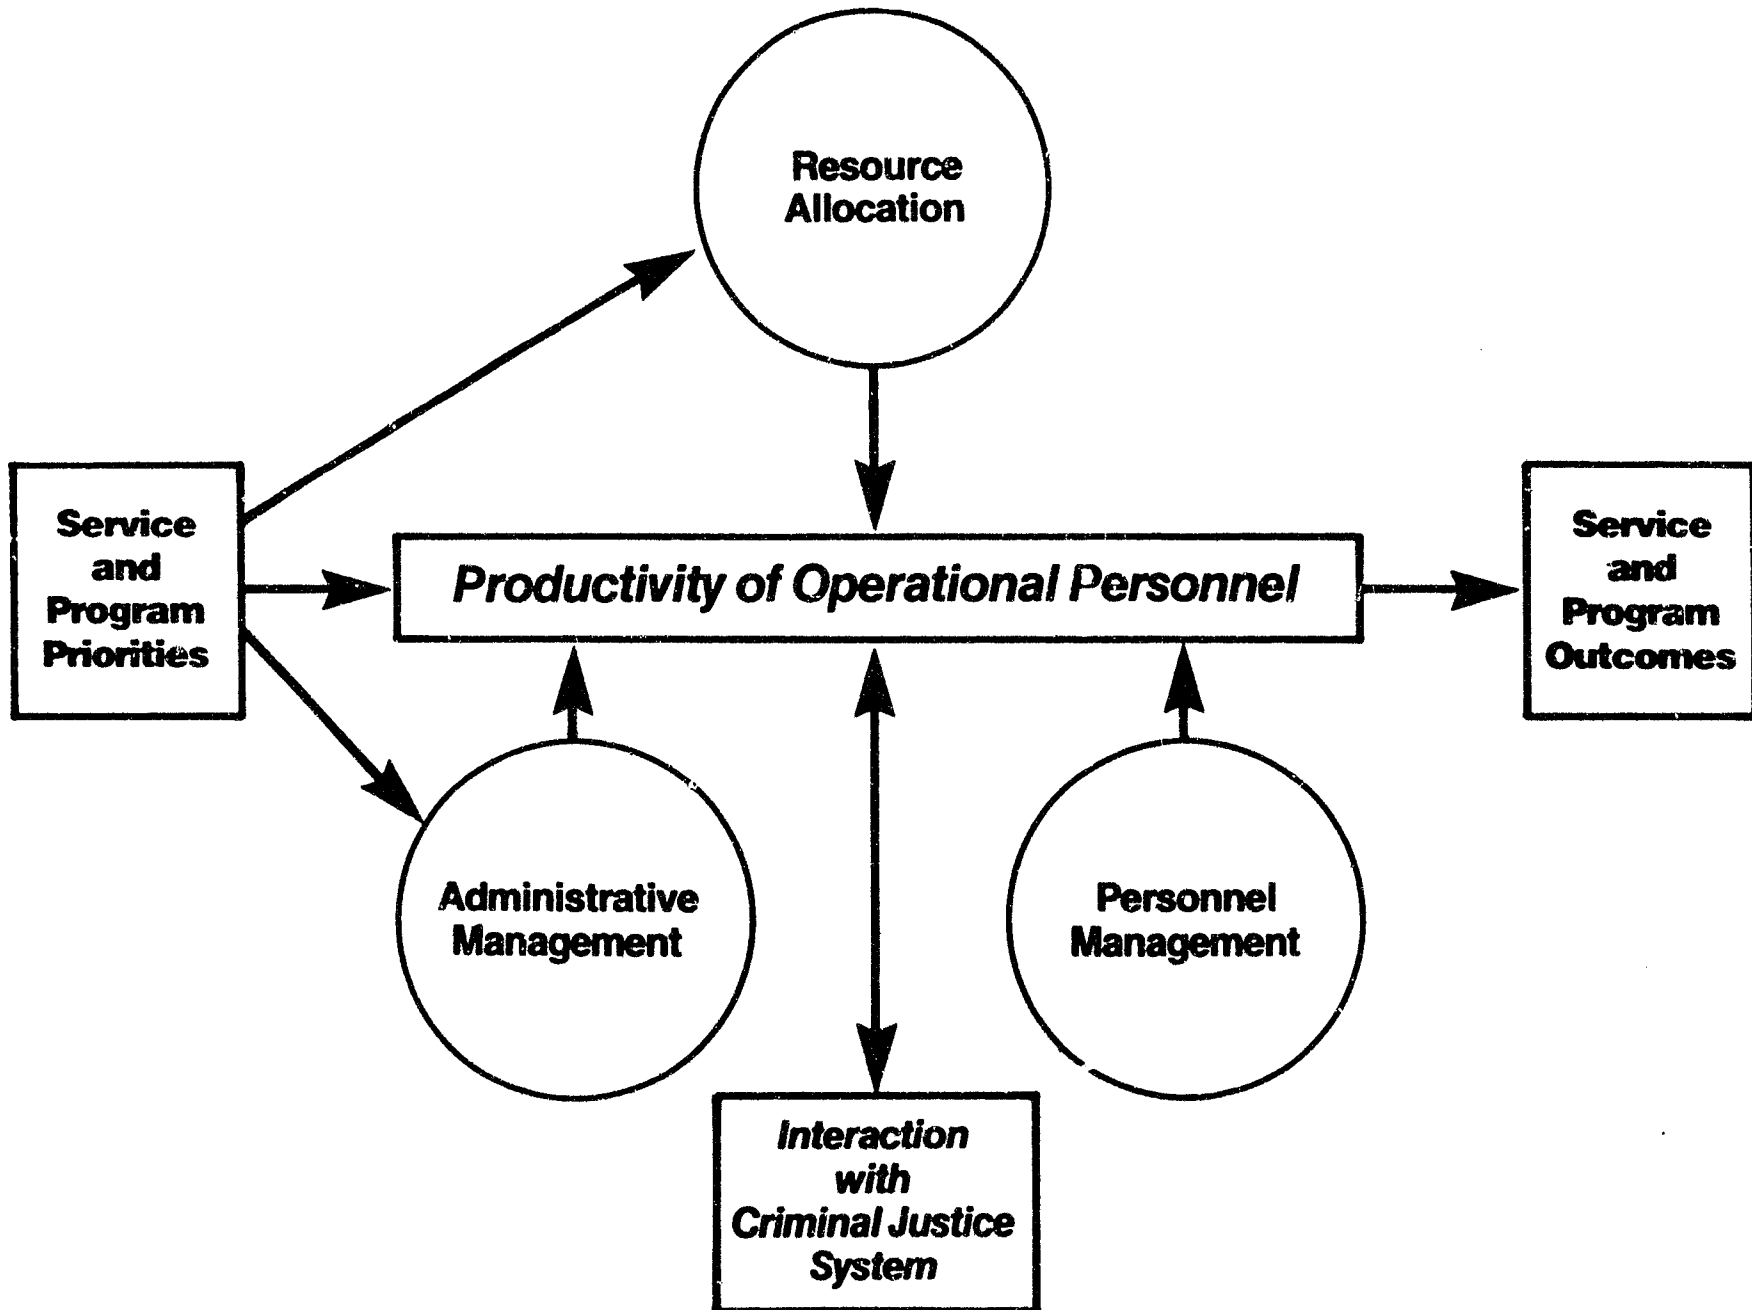 Resource
Allocation
Service
and
Program
Priorities
Productivity of Operational Personnel
Service
and
Program
Outcomes
Administrative
Management
Personnel
Management
Interaction
with
Criminal Justice
System